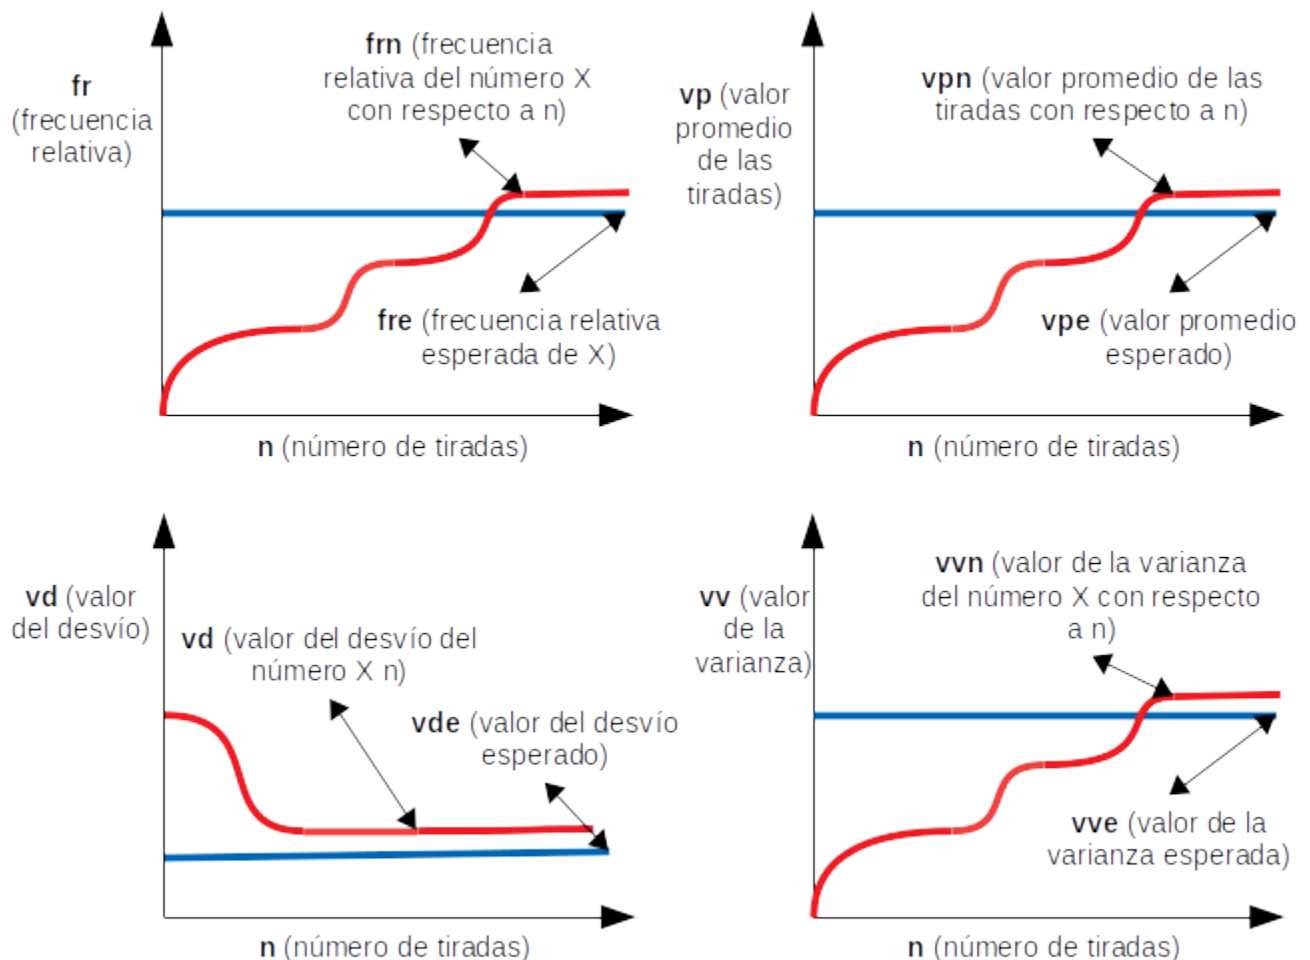 fr
(frecuencia
relativa)
frn (frecuencia
relativa del número X
con respecto a n)
fre (frecuencia relativa
esperada de X)
n (número de tiradas)
vp (valor
promedio
de las
tiradas)
vpn (valor promedio de las
tiradas con respecto a n)
vpe (valor promedio
esperado)
n (número de tiradas)
vd (valor
del desvío)
vd (valor del desvío del
número X n)
vde (valor del desvío
esperado)
n (número de tiradas)
vv (valor
de la
varianza)
vvn (valor de la varianza
del número X con respecto
a n)
vve (valor de la
varianza esperada)
n (número de tiradas)